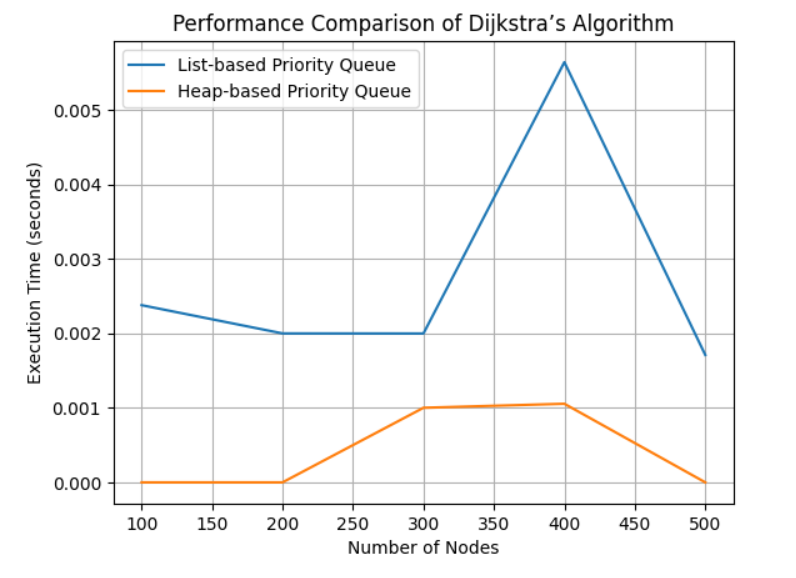 Performance Comparison of Dijkstra’s Algorithm
List-based Priority Queue
Heap-based Priority Queue
Execution Time (seconds)
0.005
0.004
0.003
0.002
0.001
0.000
100 150 200 250 300 350 400 450 500
Number of Nodes